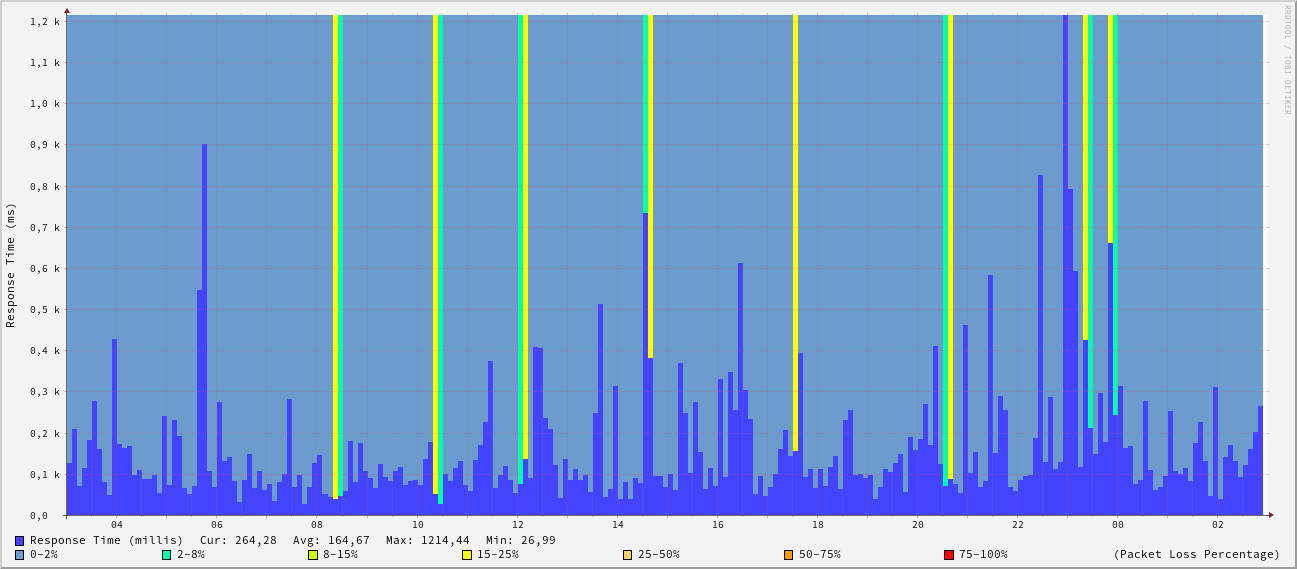 RRDTOOL / TOBI OETIKER
Response Time (ms)
1,2 k
1,1 k
1,0 k
0,9 k
0,8 k
0,7 k
0,6 k
0,5 k
0,4 k
0,3 k
0,2 k
0,1 k
0,0
04 06 08 10 12 14 16 18 20 22 00 02
Response Time (millis) Cur: 264,28 Avg: 164,67 Max: 1214,44 Min: 26,99
0-2% 2-8% 8-15% 15-25% 25-50% 50-75% 75-100% (Packet Loss Percentage)